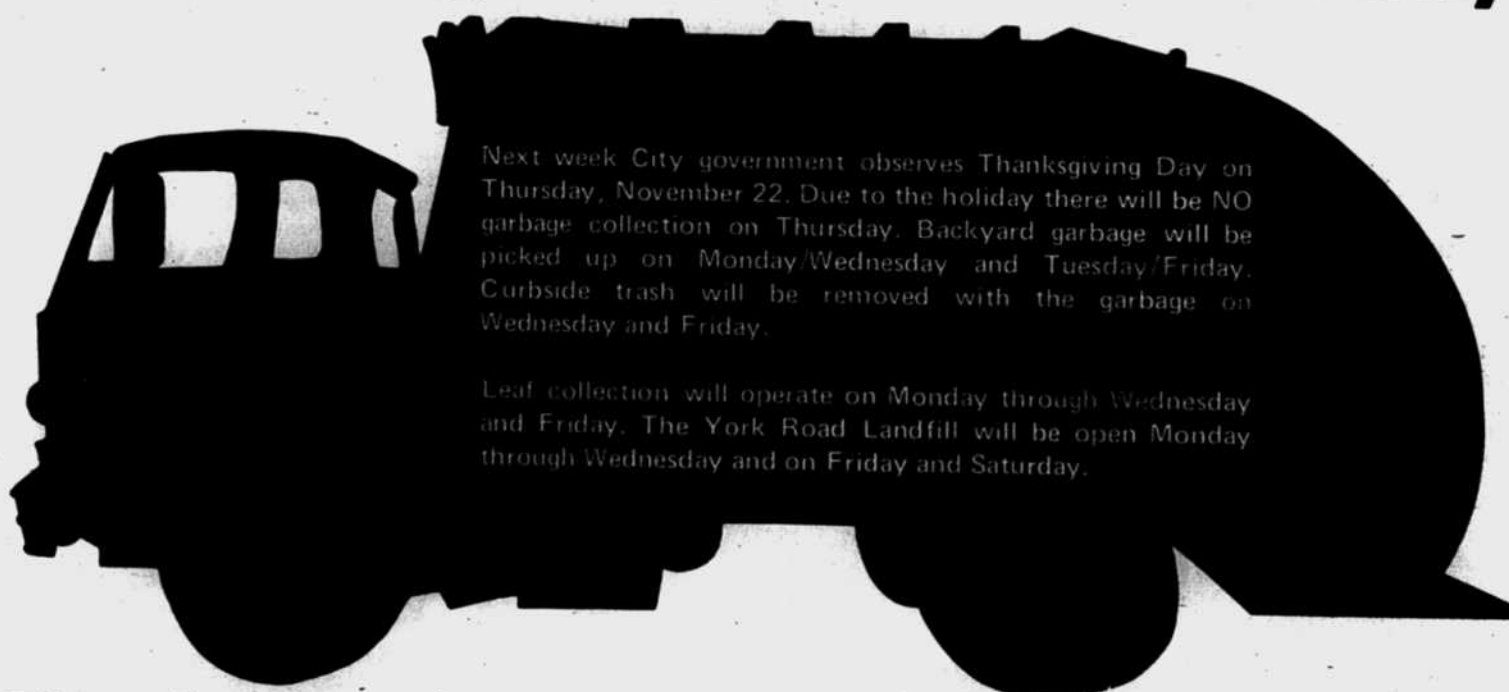 Next week City government observes Thanksgiving Day on
Thursday, November 22. Due to the holiday there will be NO
garbage collection on Thursday. Backyard garbage will be
picked up on Monday/Wednesday and Tuesday/Friday.
Curbside trash will be removed with the garbage on
Wednesday and Friday.
Leaf collection will operate on Monday through Wednesday
and Friday. The York Road Landfill will be open Monday
through Wednesday and on Friday and Saturday.